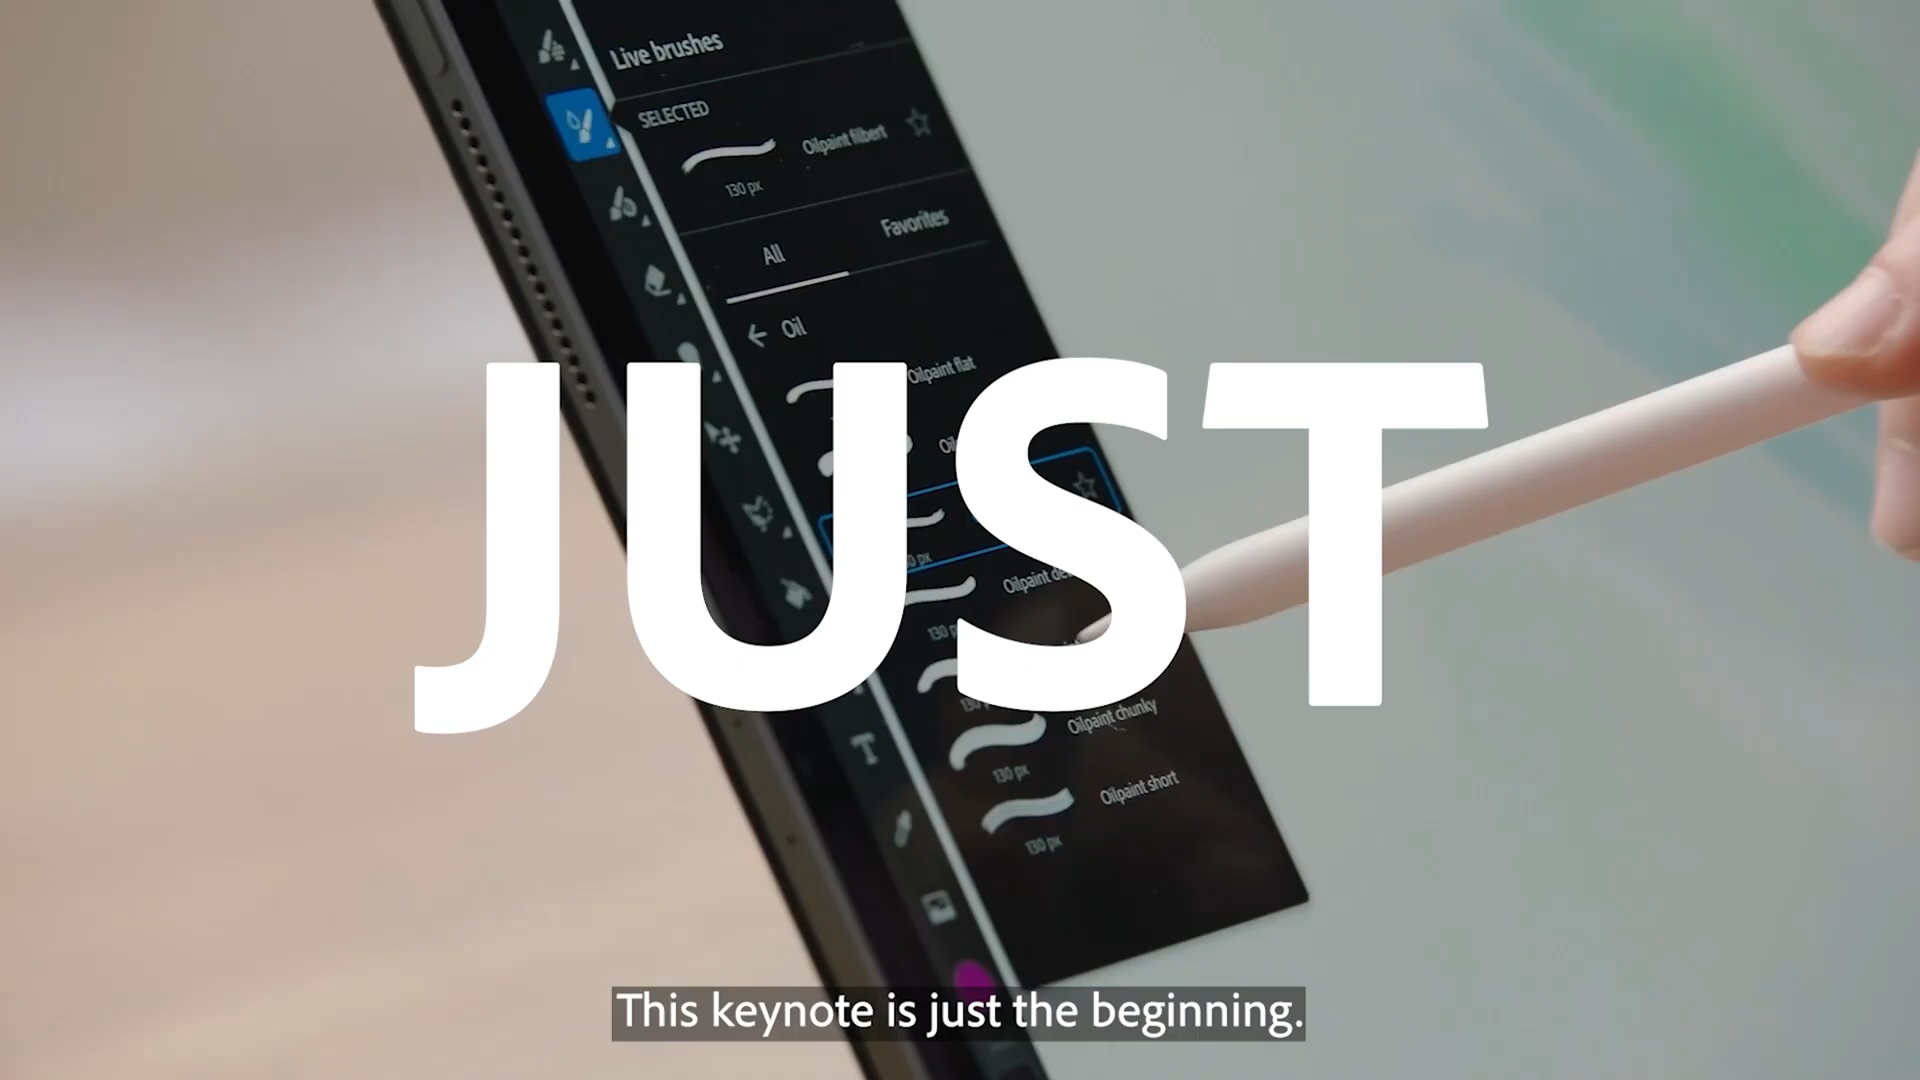 Live brushes
SELECTED
Oilpaint filbert
130 px
All
Favorites
Oil
Oilpaint flat
JUST
130
Oilpaint chunky
130 px
Oilpaint short
130 px
This keynote is just the beginning.